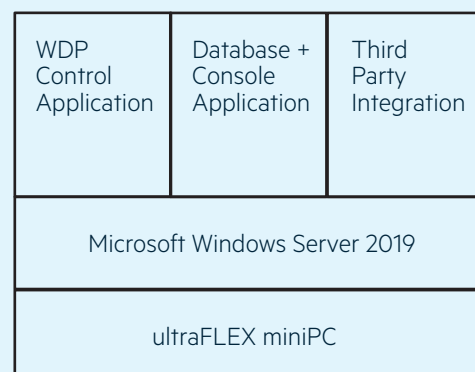 WDP
Control
Application
Database +
Console
Application
Third
Party
Integration
Microsoft Windows Server 2019
ultraFLEX miniPC